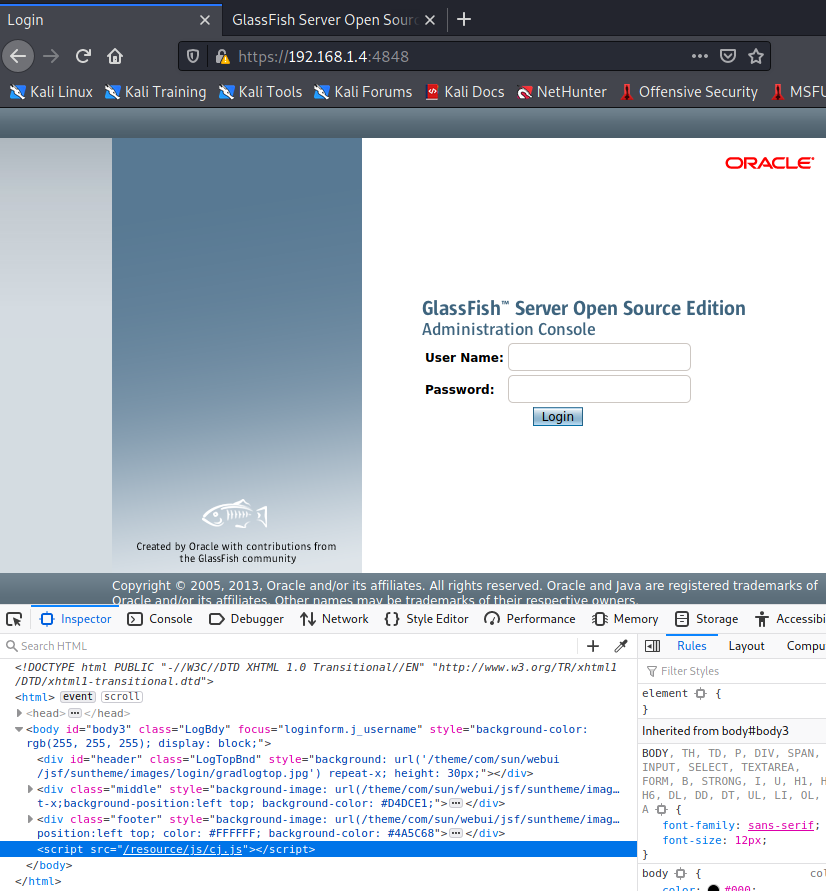 Login
GlassFish Server Open Sour
https://192.168.1.4:4848
Kali Linux Kali Training Kali Tools Kali Forums Kali Docs NetHunter Offensive Security MSFU
ORACLE
GlassFish™ Server Open Source Edition
Administration Console
User Name:
Password:
Login
Created by Oracle with contributions from
the GlassFish community
Copyright © 2005, 2013, Oracle and/or its affiliates. All rights reserved. Oracle and Java are registered trademarks of
Oracle and/or its affiliates. Other names may be trademarks of their respective owners.
Inspector Console Debugger Network Style Editor Performance Memory Storage Accessibi
Search HTML
<!DOCTYPE html PUBLIC "-//W3C//DTD XHTML 1.0 Transitional//EN" "http://www.w3.org/TR/xhtml1
/DTD/xhtml1-transitional.dtd">
<html> event scroll
<head>…</head>
<body id="body3" class="LogBdy" focus="loginform.j_username" style="background-color:
rgb(255, 255, 255); display: block;">
<div id="header" class="LogTopBnd" style="background: url('/theme/com/sun/webui
/jsf/suntheme/images/login/gradlogtop.jpg') repeat-x; height: 30px;"></div>
<div class="middle" style="background-image: url(/theme/com/sun/webui/jsf/suntheme/imag…
t-x;background-position:left top; background-color: #D4DCE1;">…</div>
<div class="footer" style="background-image: url(/theme/com/sun/webui/jsf/suntheme/imag…
position:left top; color: #FFFFFF; background-color: #4A5C68">…</div>
<script src="/resource/js/cj.js"></script>
</body>
</html>
Rules Layout Compu
Filter Styles
element {
}
Inherited from body#body3
BODY, TH, TD, P, DIV, SPAN,
INPUT, SELECT, TEXTAREA,
FORM, B, STRONG, I, U, H1, H
H6, DL, DD, DT, UL, LI, OL,
A {
font-family: sans-serif;
font-size: 12px;
}
body { co
color: #000;